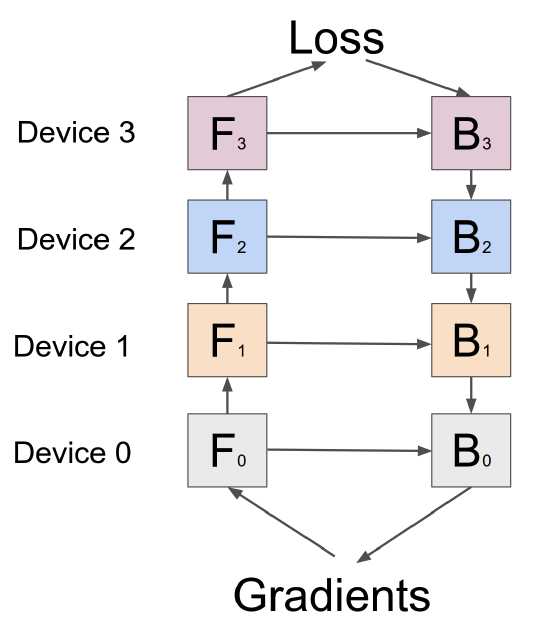 Loss
Device 3 F₃ B₃
Device 2 F₂ B₂
Device 1 F₁ B₁
Device 0 F₀ B₀
Gradients